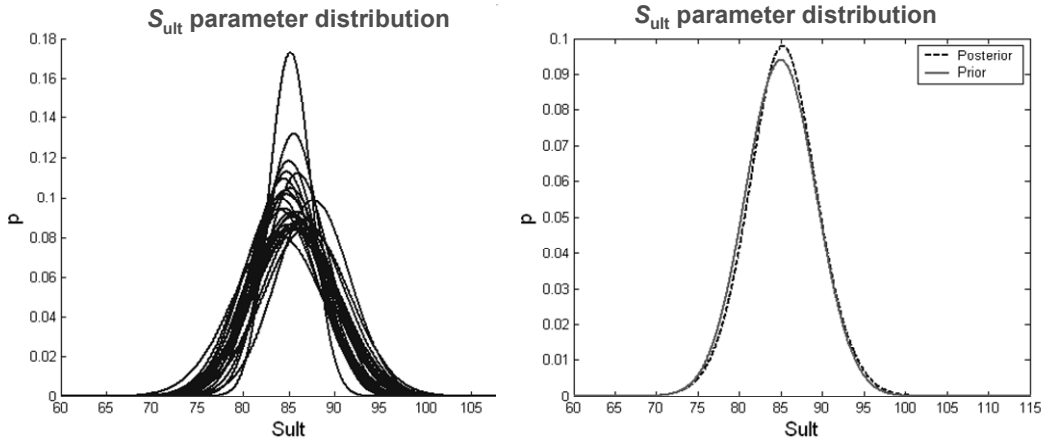 Sult parameter distribution
0.18
0.16
0.14
0.12
0.1
0.08
0.06
0.04
0.02
0
p
60 65 70 75 80 85 90 95 100 105
Sult
Sult parameter distribution
0.1
0.09
0.08
0.07
0.06
0.05
0.04
0.03
0.02
0.01
0
p
Posterior
Prior
60 65 70 75 80 85 90 95 100 105 110 115
Sult